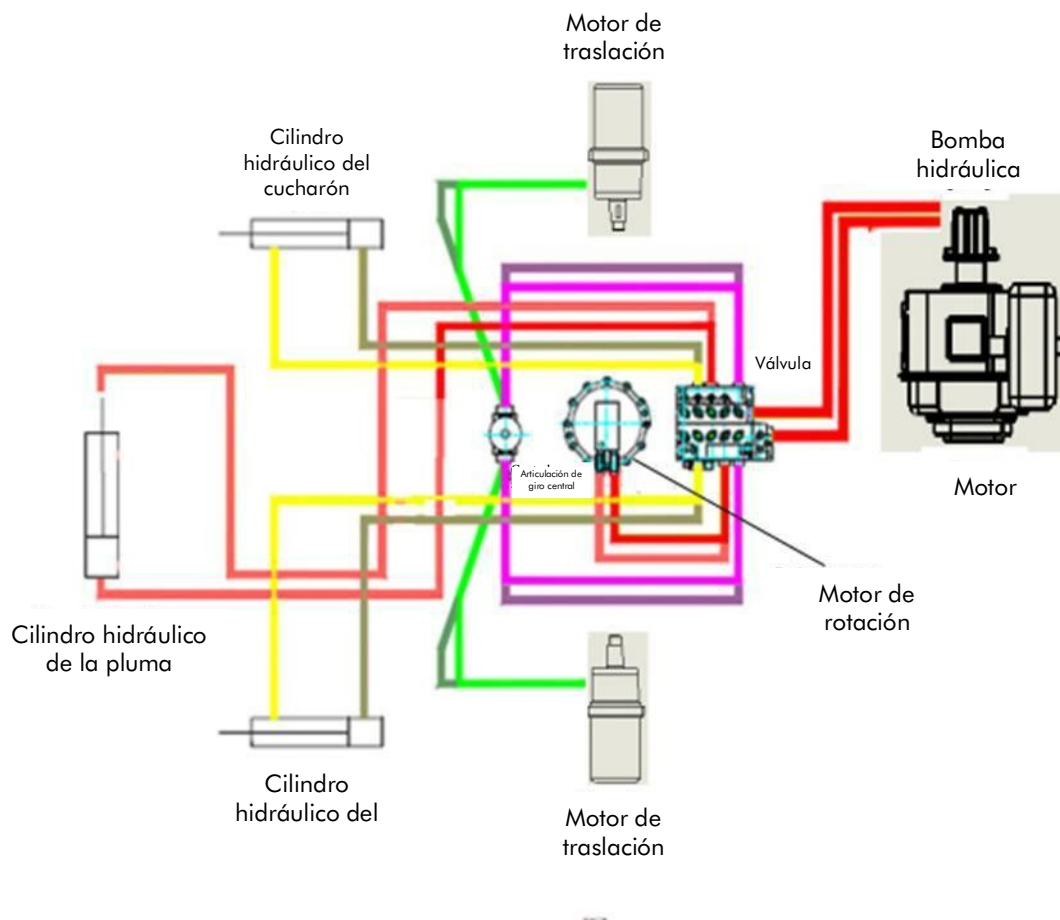 Motor de
traslación
Cilindro
hidráulico del
cucharón
Bomba
hidráulica
Válvula
Articulación de
giro central
Motor
Motor de
rotación
Cilindro hidráulico
de la pluma
Cilindro
hidráulico del
Motor de
traslación